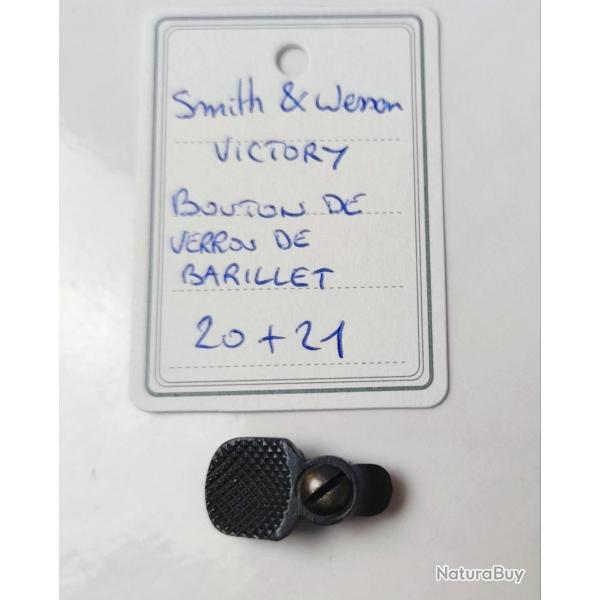 Smith & Wesson
VICTORY
BOUTON DE
VERROU DE
BARILLET
20 + 21
NaturaBuy